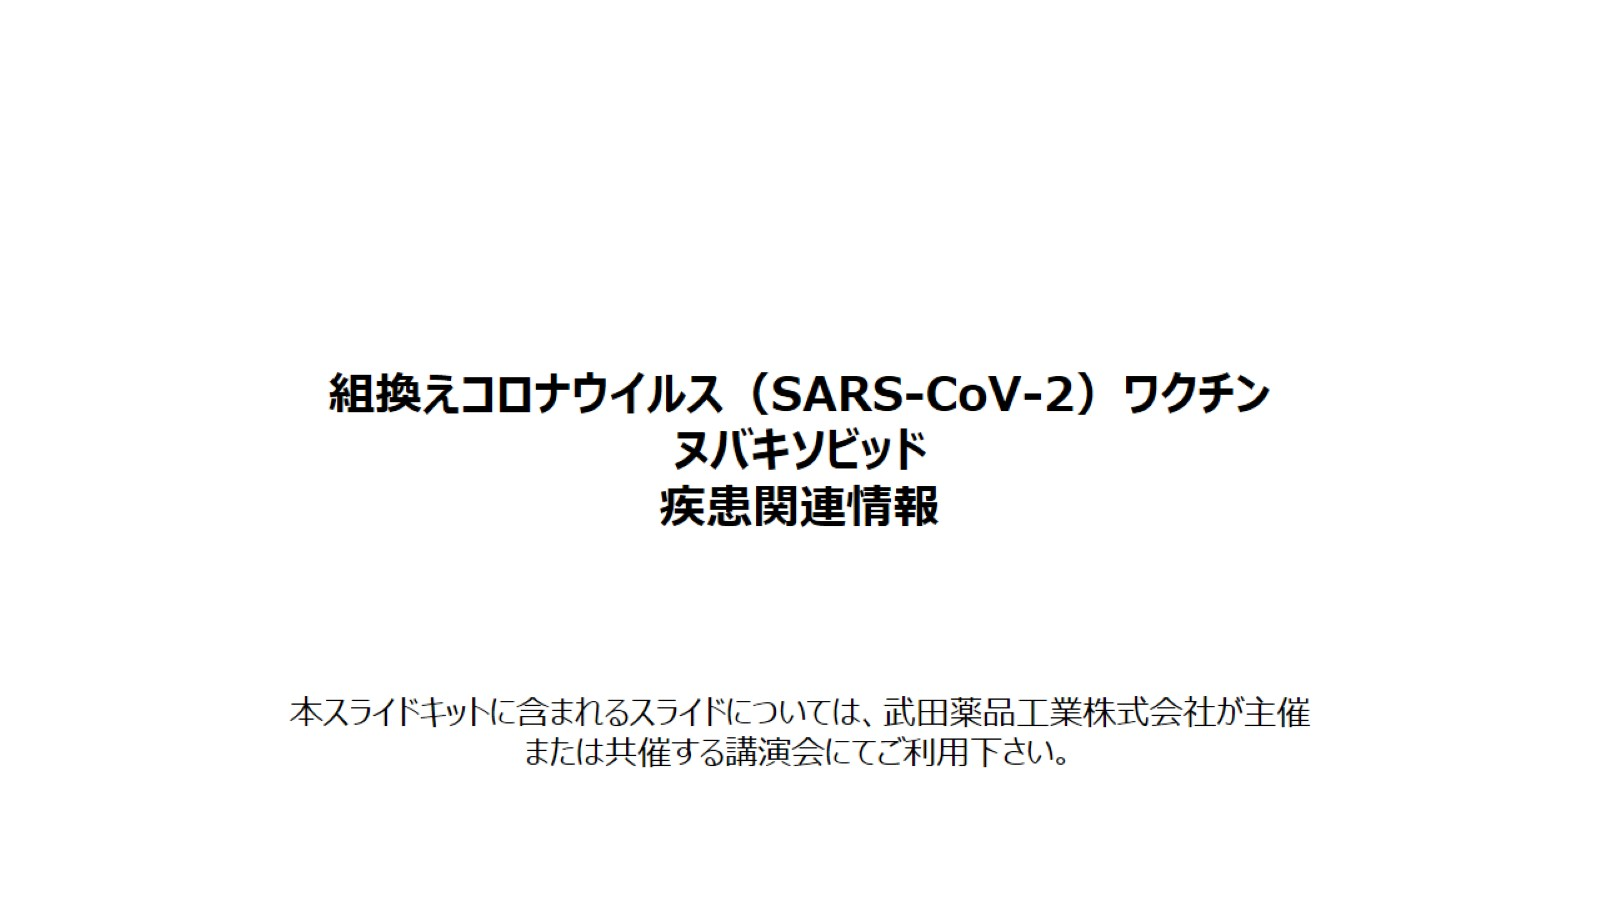 組換えコロナウイルス（SARS-CoV-2）ワクチン
ヌバキソビッド
疾患関連情報
本スライドキットに含まれるスライドについては、武田薬品工業株式会社が主催
または共催する講演会にてご利用下さい。